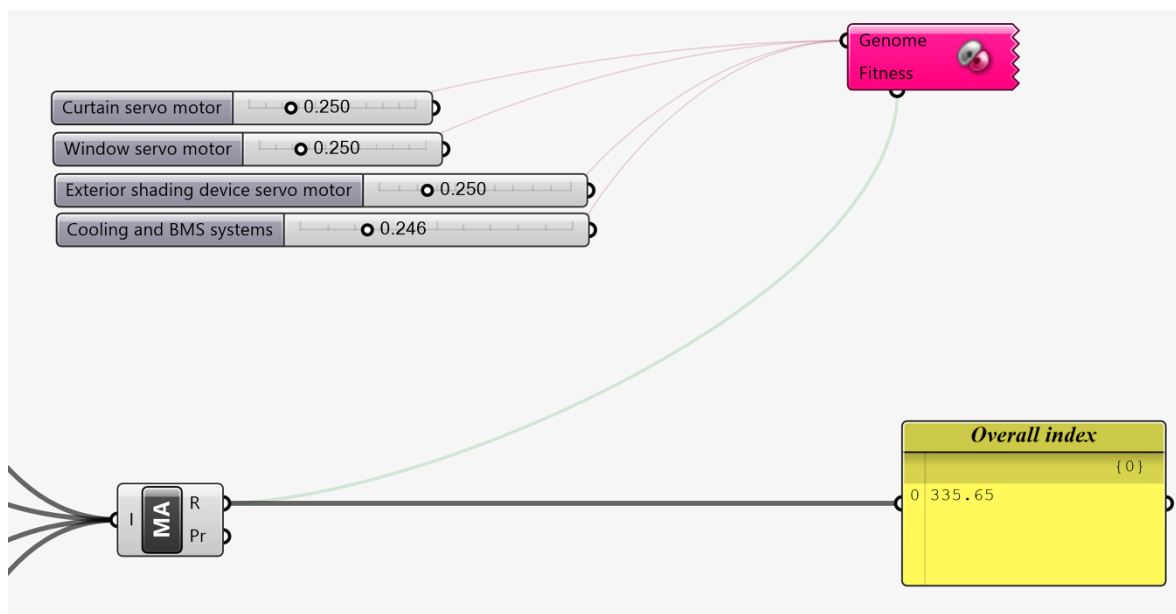 Genome
Fitness
Curtain servo motor 0.250
Window servo motor 0.250
Exterior shading device servo motor 0.250
Cooling and BMS systems 0.246
Overall index
{0}
0 335.65
I MA R
Pr